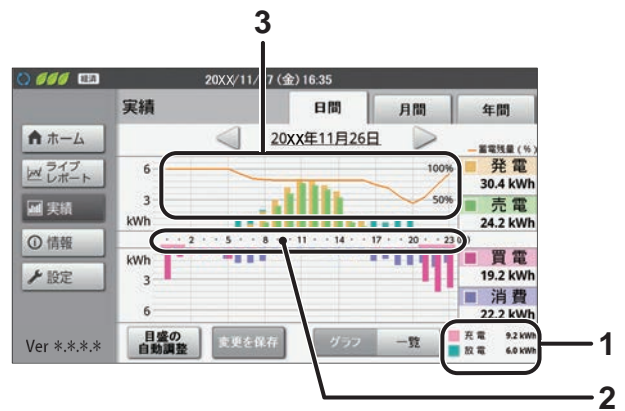 3
経済
20XX/11/ 7 (金) 16:35
実績
日間
月間
年間
ホーム
20XX年11月26日
蓄電残量 (%)
ライブ
レポート
6
100%
発電
30.4 kWh
実績
3
50%
売電
24.2 kWh
kWh
情報
2 5 8 11 14 17 20 23
kWh
買電
19.2 kWh
設定
3
消費
22.2 kWh
6
Ver *.*.*.*
目盛の
自動調整
変更を保存
グラフ
一覧
充電 9.2 kWh
放電 6.0 kWh
1
2